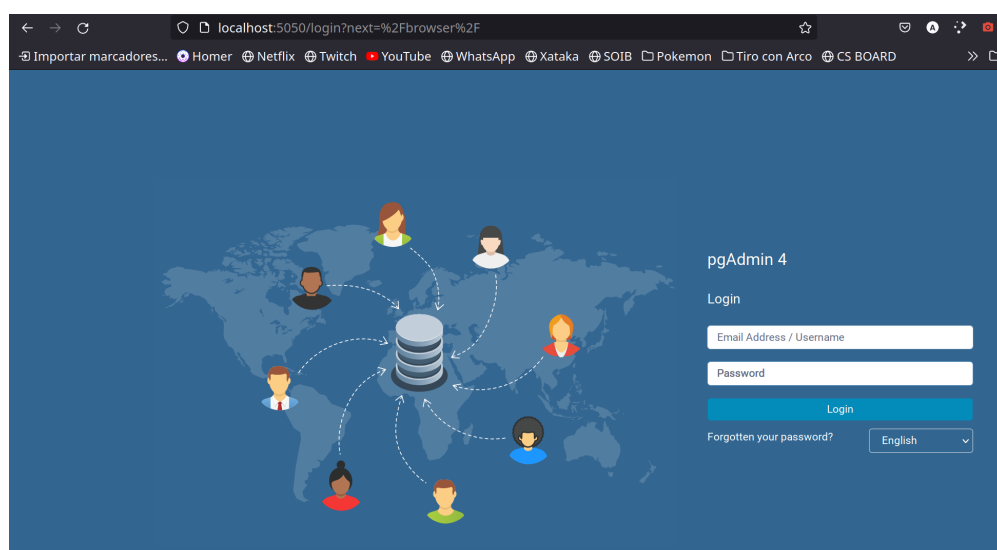 localhost:5050/login?next=%2Fbrowser%2F
Importar marcadores... Homer Netflix Twitch YouTube WhatsApp Xataka SOIB Pokemon Tiro con Arco CS BOARD
pgAdmin 4
Login
Email Address / Username
Password
Login
Forgotten your password? English